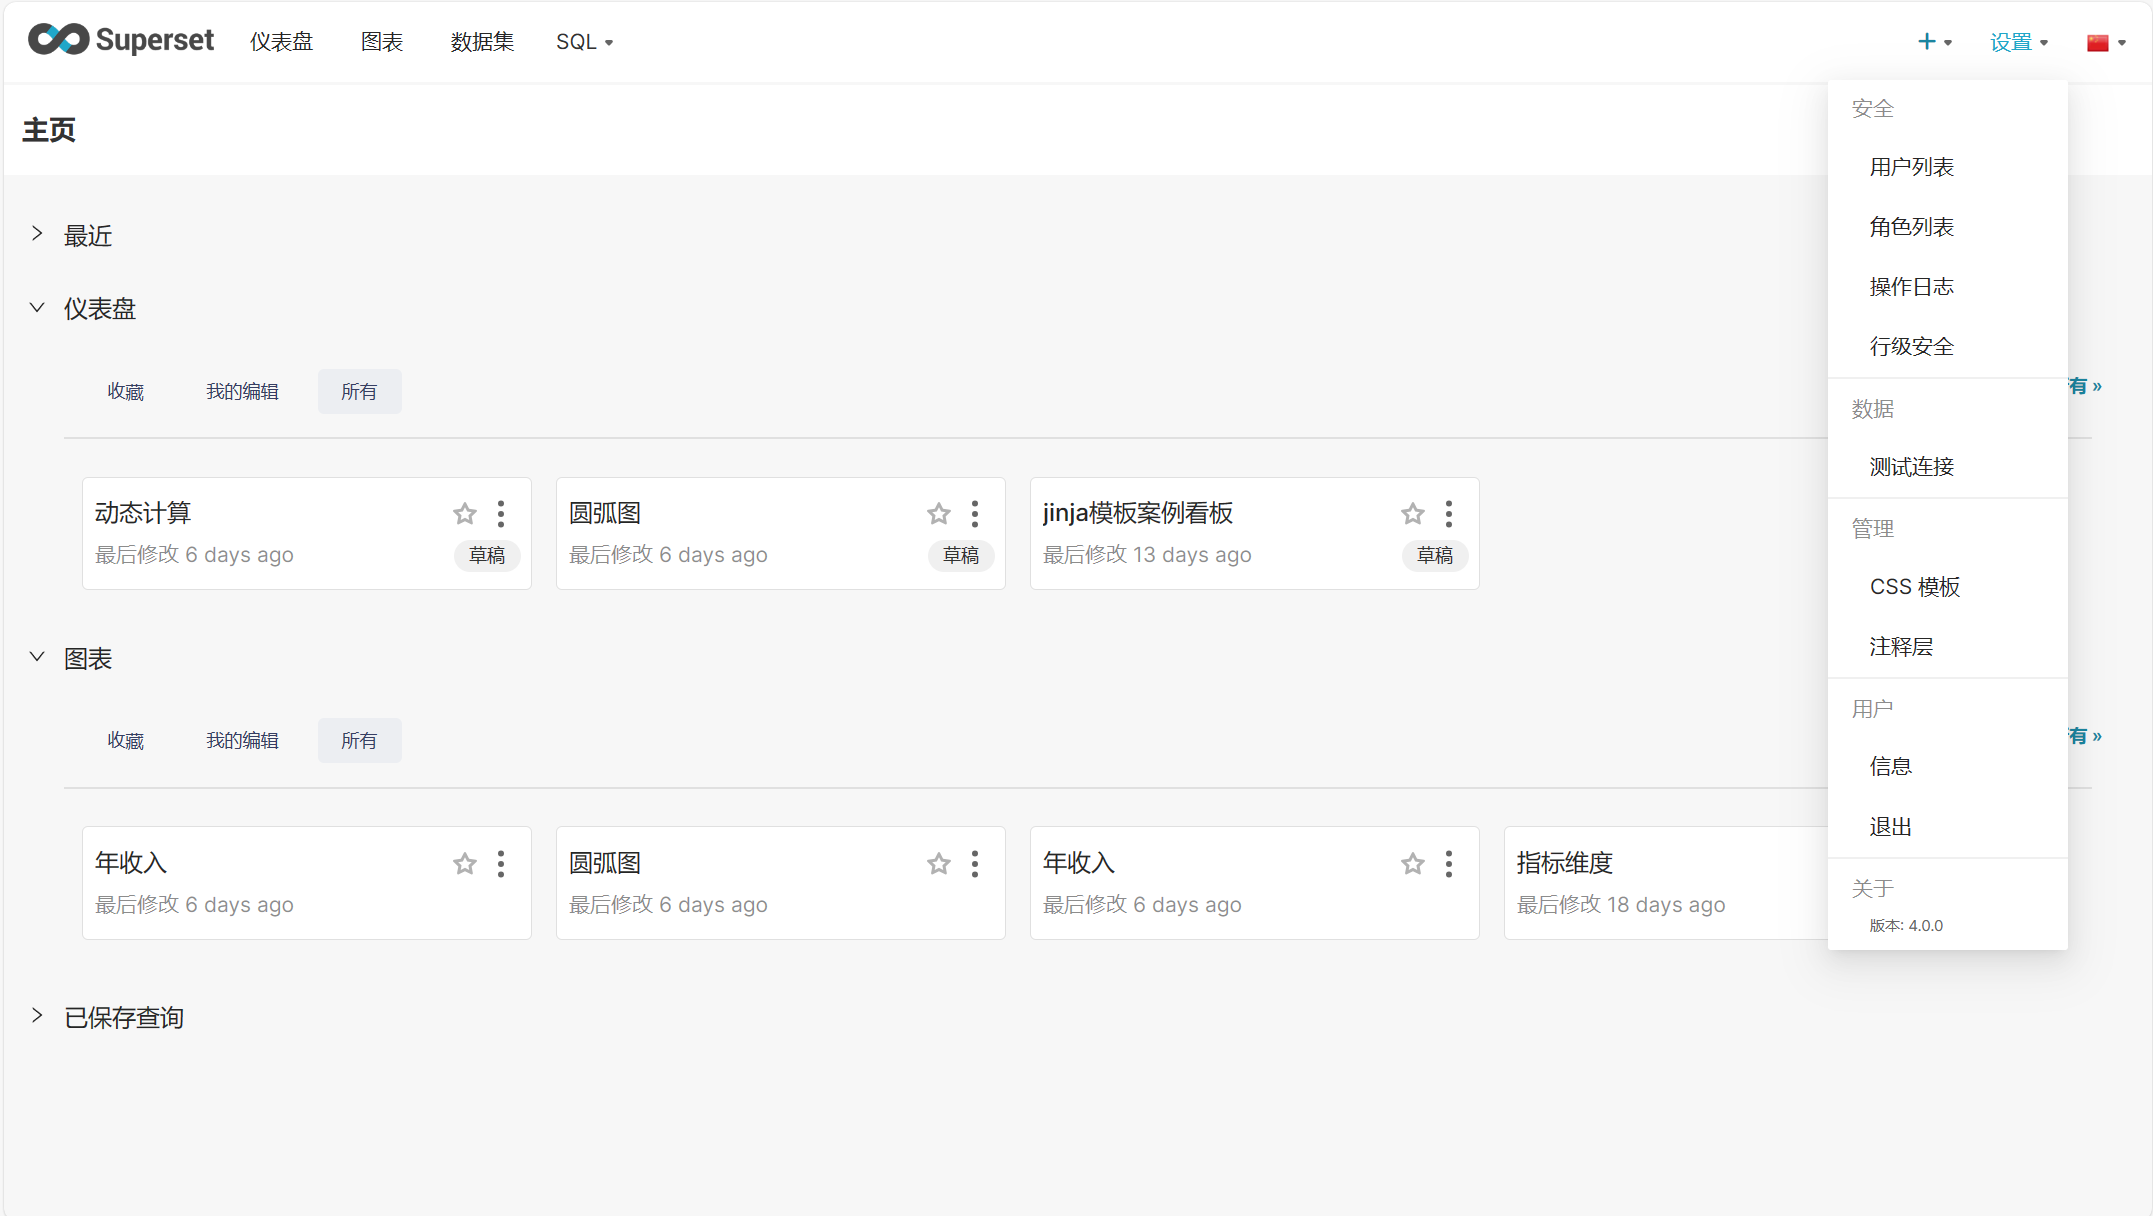 Superset 仪表盘 图表 数据集 SQL 设置
主页
最近
仪表盘
收藏 我的编辑 所有
有 »
动态计算
最后修改 6 days ago 草稿
圆弧图
最后修改 6 days ago 草稿
jinja模板案例看板
最后修改 13 days ago 草稿
图表
收藏 我的编辑 所有
有 »
年收入
最后修改 6 days ago
圆弧图
最后修改 6 days ago
年收入
最后修改 6 days ago
指标维度
最后修改 18 days ago
已保存查询
安全
用户列表
角色列表
操作日志
行级安全
数据
测试连接
管理
CSS 模板
注释层
用户
信息
退出
关于
版本: 4.0.0